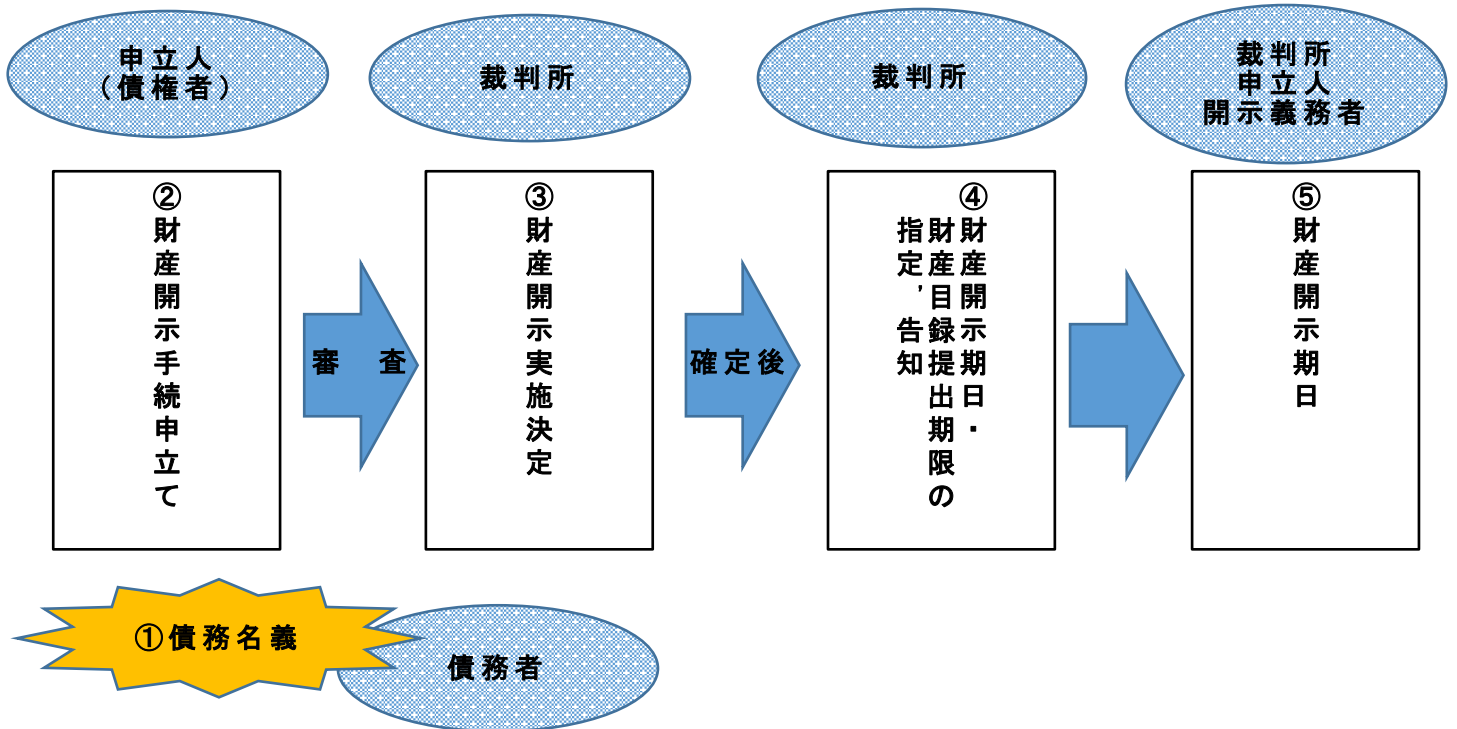 申立人
(債権者)
裁判所
裁判所
裁判所
申立人
開示義務者
②財産開示手続申立て
審　査
③財産開示実施決定
確定後
④財産開示期日・
財産目録提出期限の
指定,告知
⑤財産開示期日
①債務名義
債務者